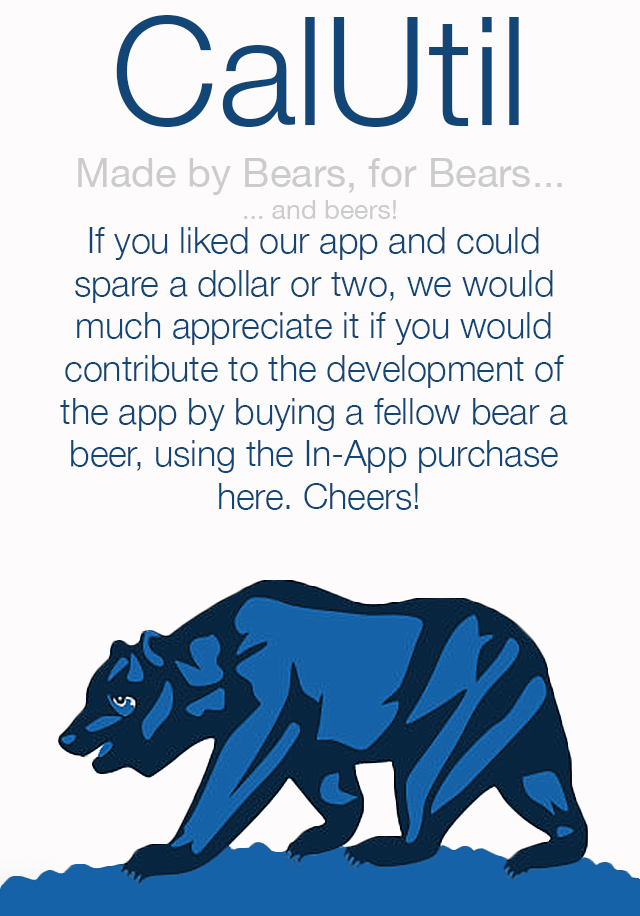 CalUtil
Made by Bears, for Bears...
... and beers!
If you liked our app and could
spare a dollar or two, we would
much appreciate it if you would
contribute to the development of
the app by buying a fellow bear a
beer, using the In-App purchase
here. Cheers!